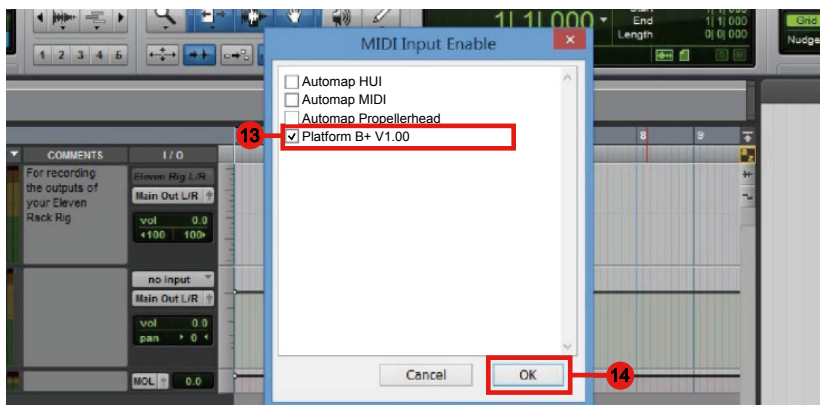 1| 1| 000
Start
End 1| 1| 000
Length 0| 0| 000
Grid
Nudge
1 2 3 4 5
MIDI Input Enable
Automap HUI
Automap MIDI
Automap Propellerhead
13
Platform B+ V1.00
8 9
COMMENTS I / O
For recording
the outputs of
your Eleven
Rack Rig
Eleven Rig L/R
Main Out L/R
vol 0.0
100 100
no input
Main Out L/R
vol 0.0
pan 0
Cancel OK
14
MOL 0.0